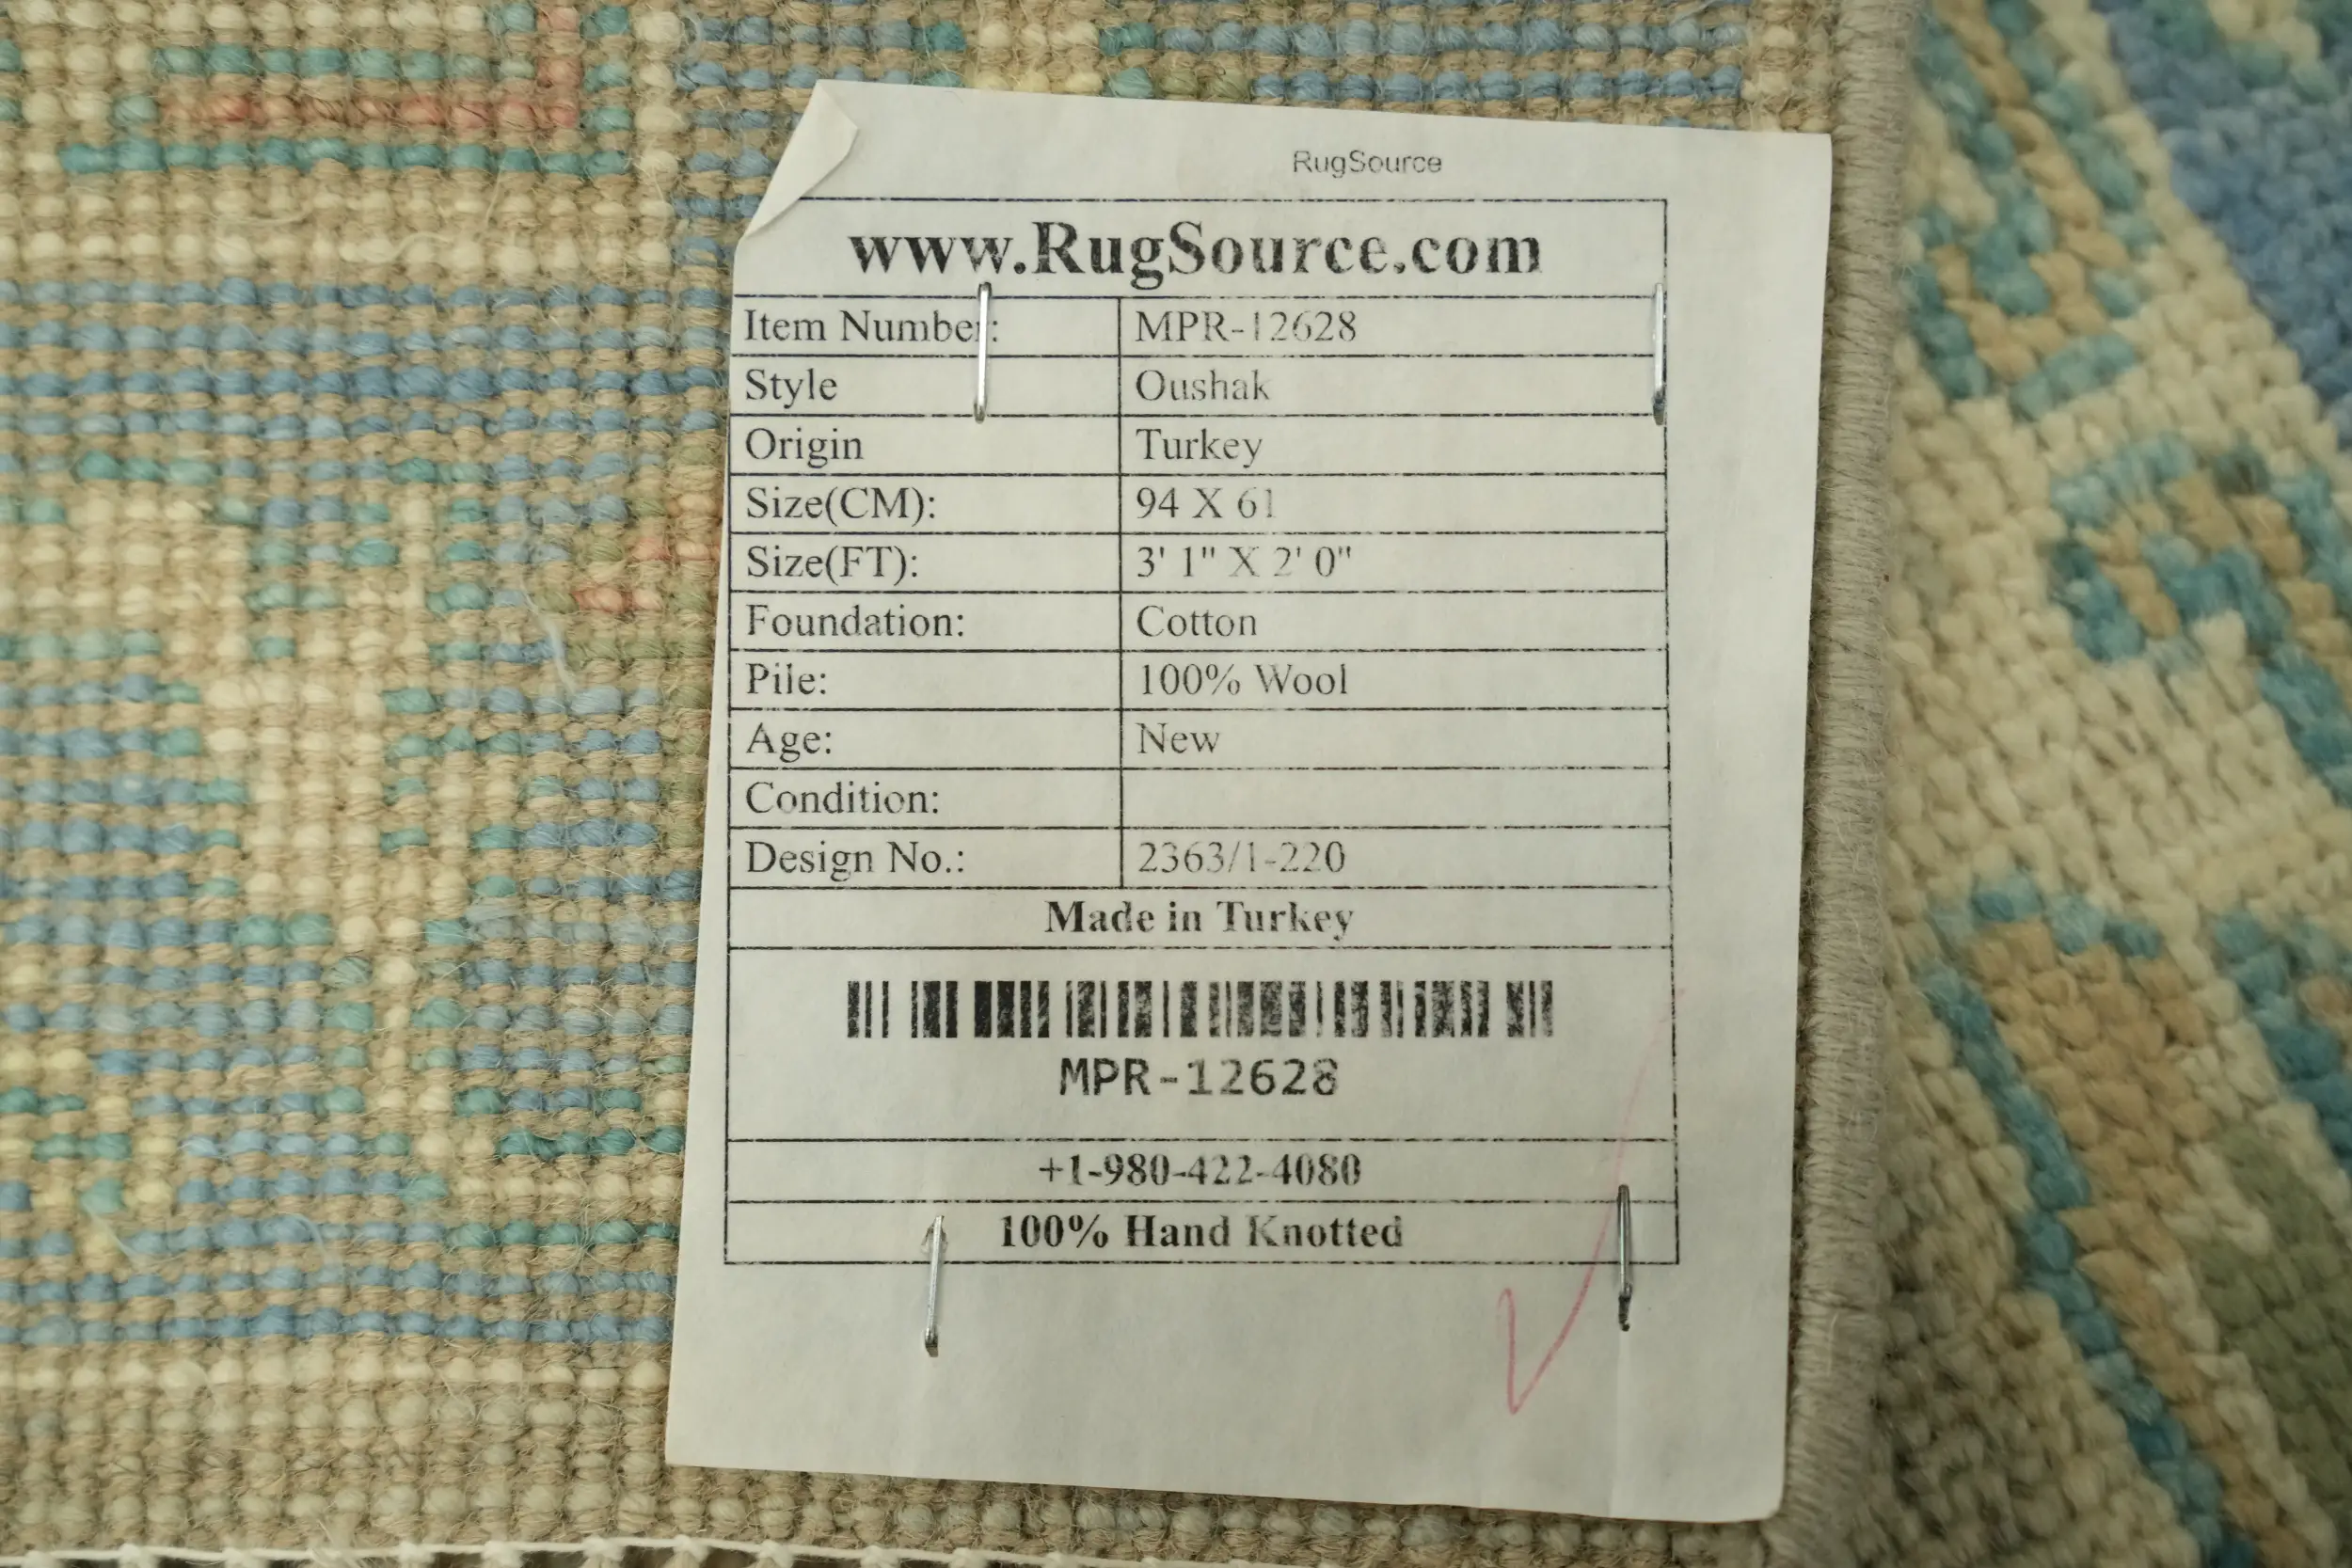 RugSource
www.RugSource.com
Item Number: MPR-12628
Style Oushak
Origin Turkey
Size(CM): 94 X 61
Size(FT): 3' 1" X 2' 0"
Foundation: Cotton
Pile: 100% Wool
Age: New
Condition:
Design No.: 2363/1-220
Made in Turkey
MPR-12628
+1-980-422-4080
100% Hand Knotted